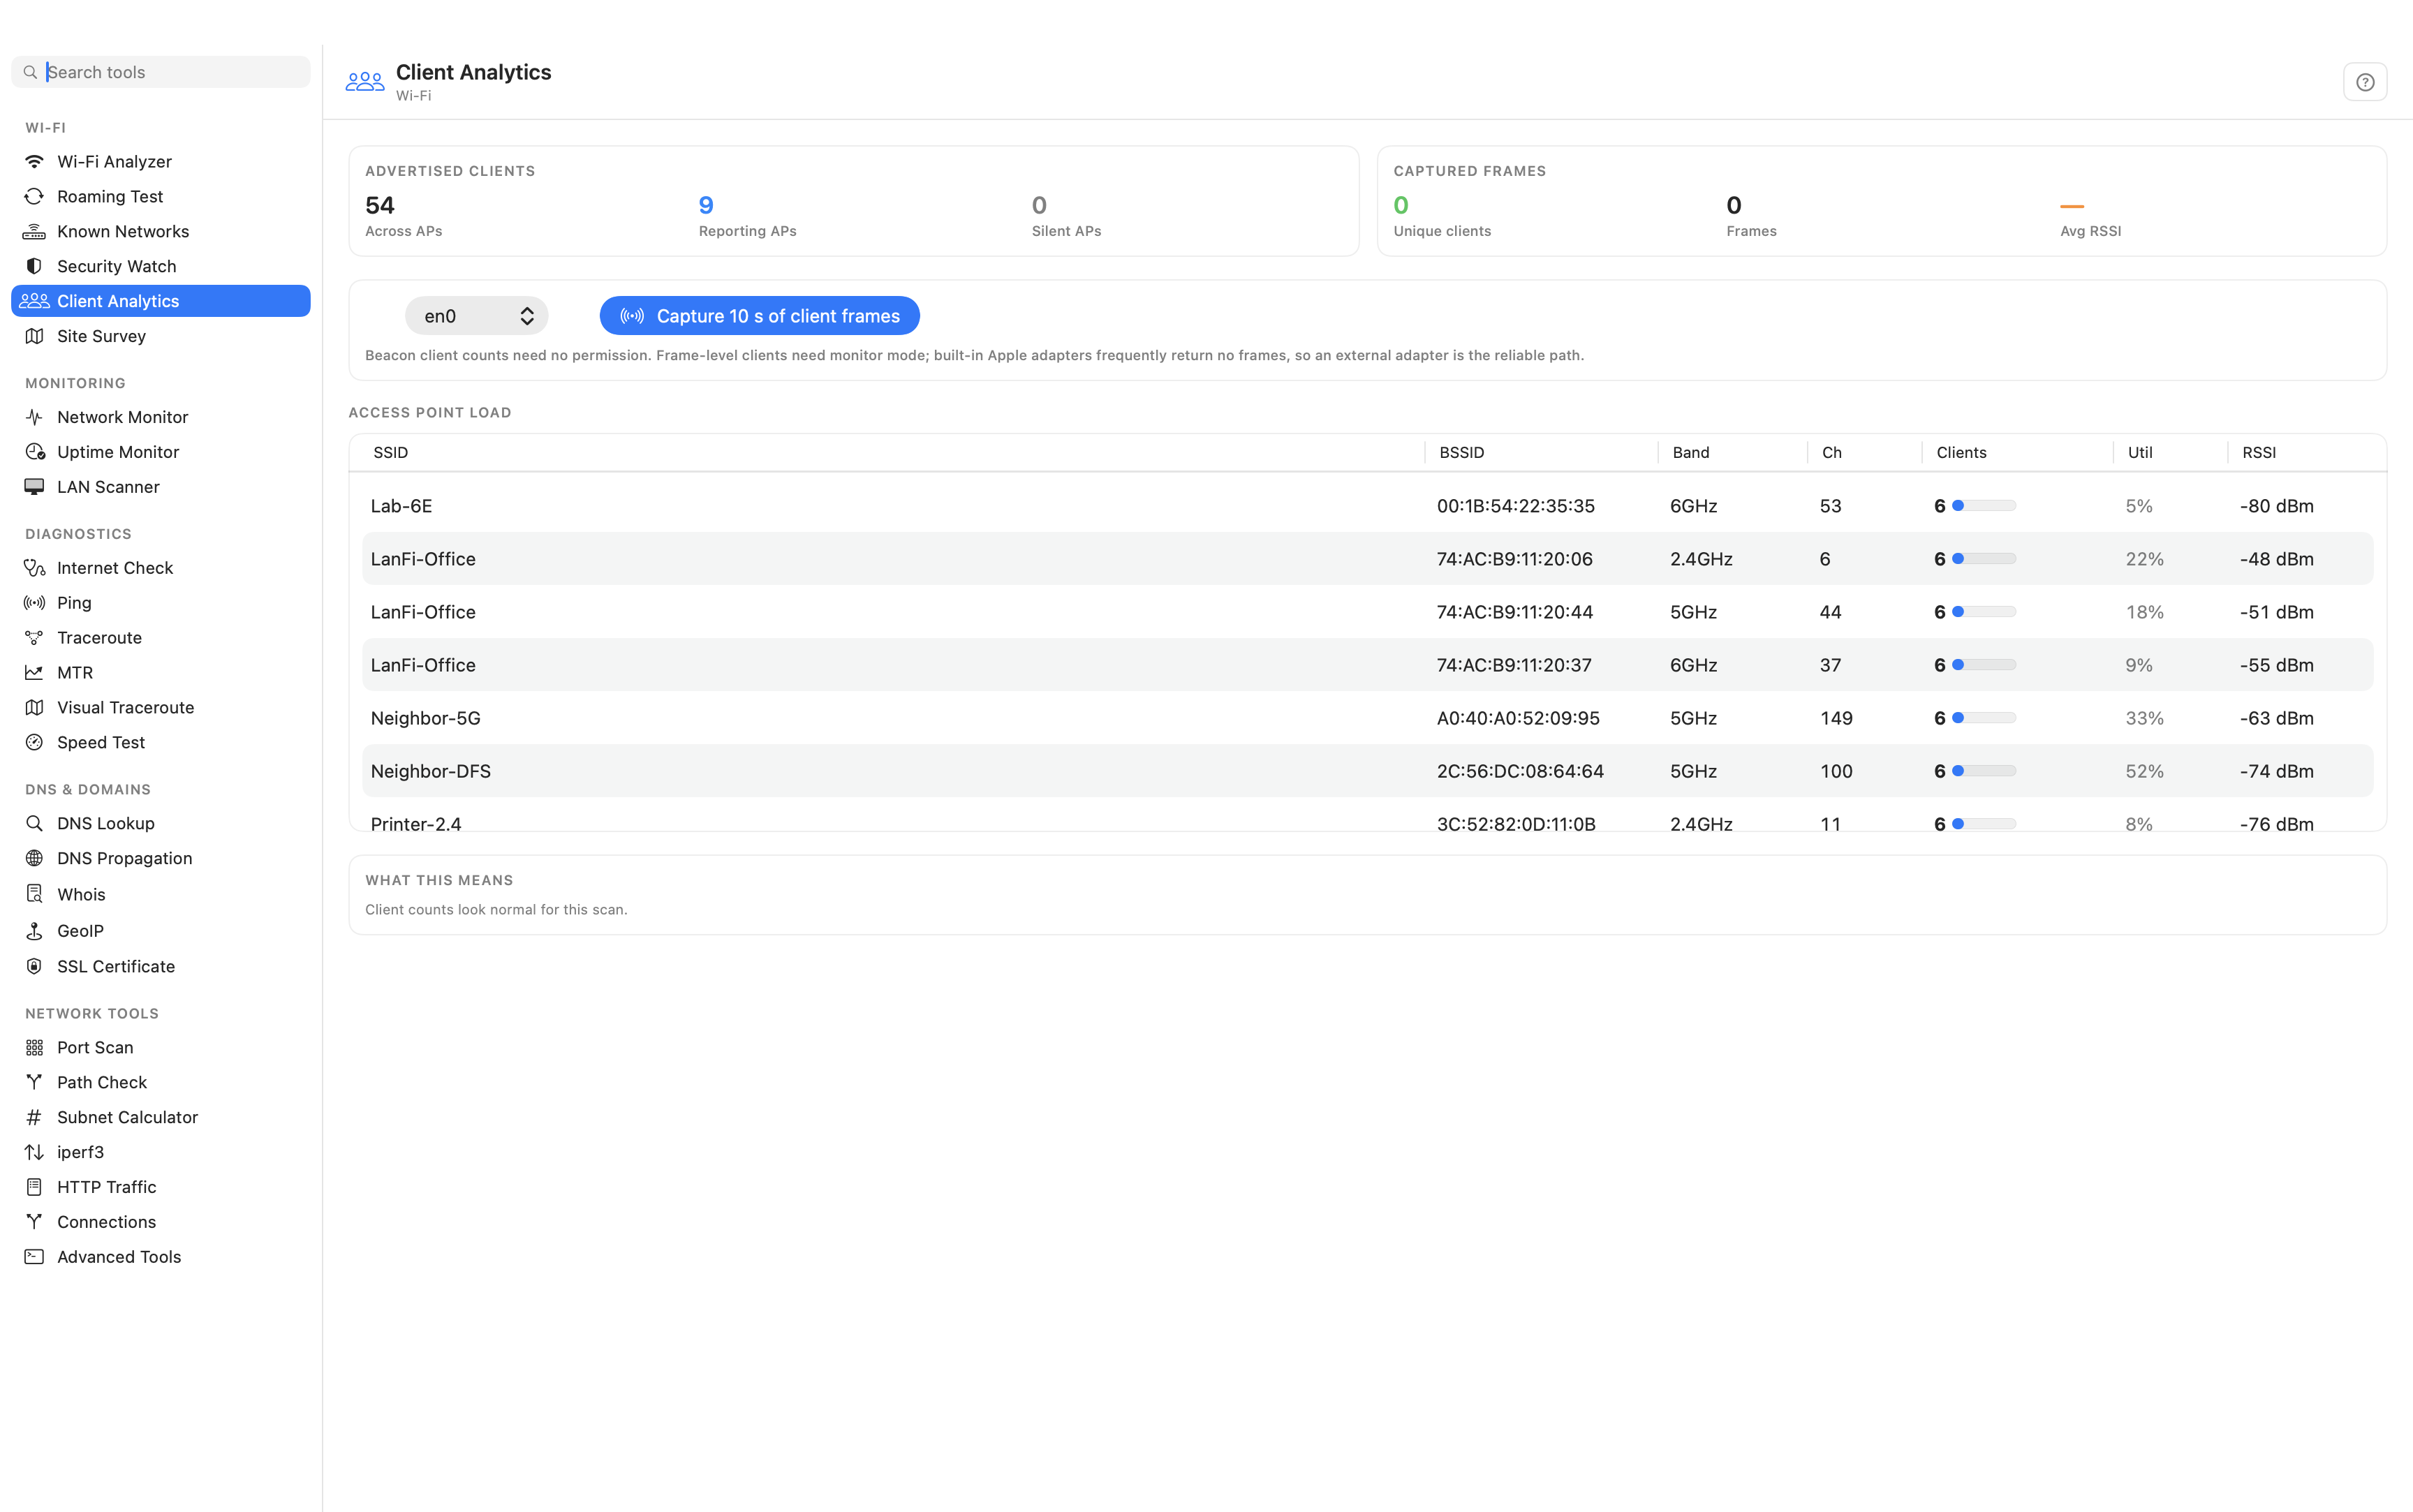 Search tools
WI-FI
Wi-Fi Analyzer
Roaming Test
Known Networks
Security Watch
Client Analytics
Site Survey
MONITORING
Network Monitor
Uptime Monitor
LAN Scanner
DIAGNOSTICS
Internet Check
Ping
Traceroute
MTR
Visual Traceroute
Speed Test
DNS & DOMAINS
DNS Lookup
DNS Propagation
Whois
GeoIP
SSL Certificate
NETWORK TOOLS
Port Scan
Path Check
Subnet Calculator
iperf3
HTTP Traffic
Connections
Advanced Tools
Client Analytics
Wi-Fi
ADVERTISED CLIENTS
54 9 0
Across APs Reporting APs Silent APs
CAPTURED FRAMES
0 0 —
Unique clients Frames Avg RSSI
en0 Capture 10 s of client frames
Beacon client counts need no permission. Frame-level clients need monitor mode; built-in Apple adapters frequently return no frames, so an external adapter is the reliable path.
ACCESS POINT LOAD
SSID BSSID Band Ch Clients Util RSSI
Lab-6E 00:1B:54:22:35:35 6GHz 53 6 5% -80 dBm
LanFi-Office 74:AC:B9:11:20:06 2.4GHz 6 6 22% -48 dBm
LanFi-Office 74:AC:B9:11:20:44 5GHz 44 6 18% -51 dBm
LanFi-Office 74:AC:B9:11:20:37 6GHz 37 6 9% -55 dBm
Neighbor-5G A0:40:A0:52:09:95 5GHz 149 6 33% -63 dBm
Neighbor-DFS 2C:56:DC:08:64:64 5GHz 100 6 52% -74 dBm
Printer-2.4 3C:52:82:0D:11:0B 2.4GHz 11 6 8% -76 dBm
WHAT THIS MEANS
Client counts look normal for this scan.